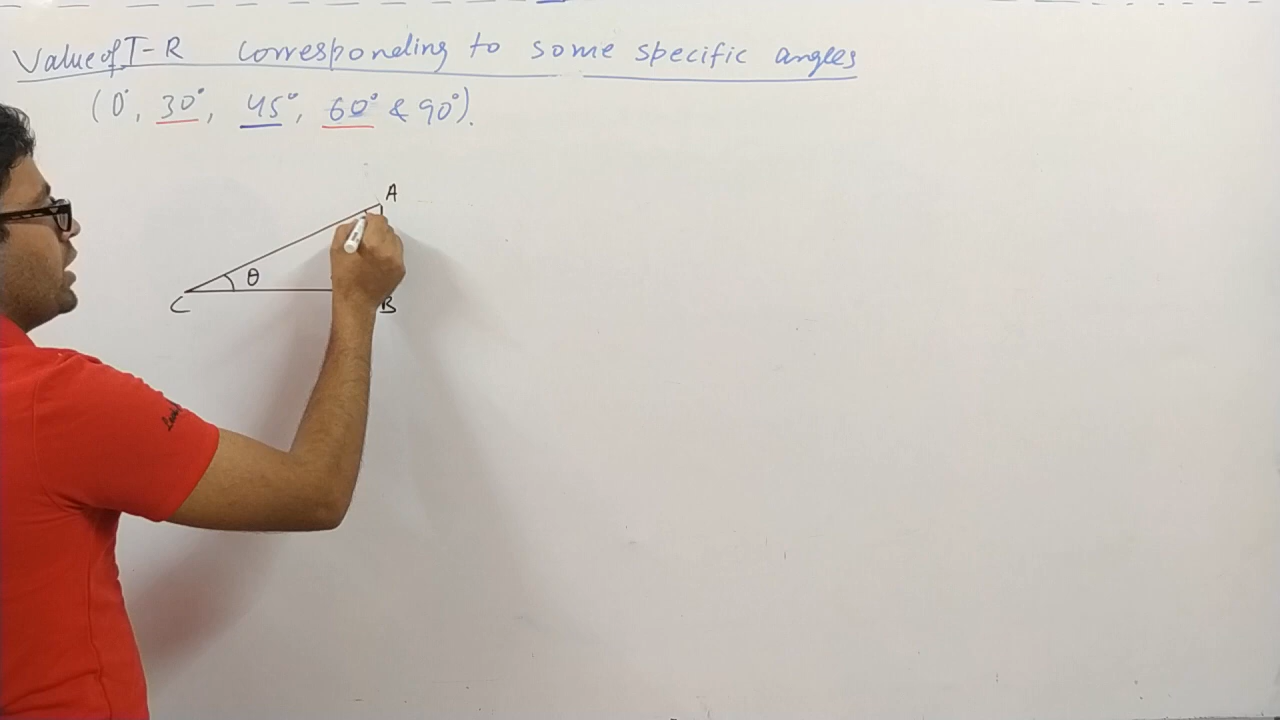 Value of T-R Corresponding to some specific angles
(0°, 30°, 45°, 60° & 90°).
A
θ
C B